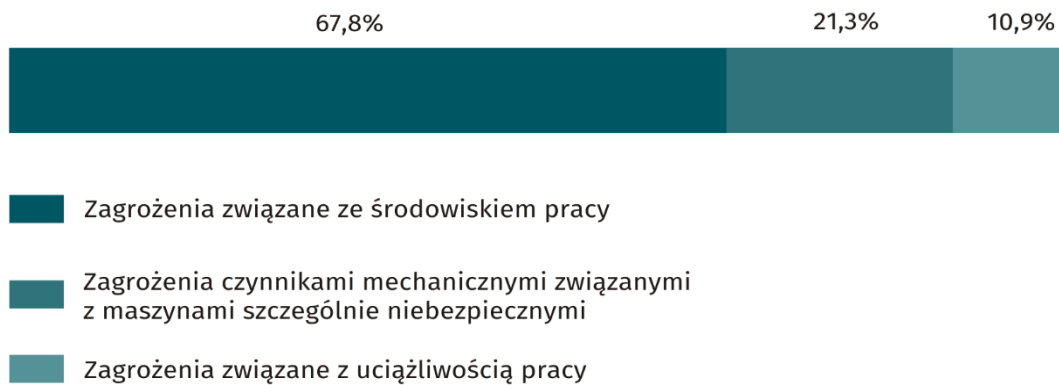 67,8%
21,3%
10,9%
Zagrożenia związane ze środowiskiem pracy
Zagrożenia czynnikami mechanicznymi związanymi
z maszynami szczególnie niebezpiecznymi
Zagrożenia związane z uciążliwością pracy